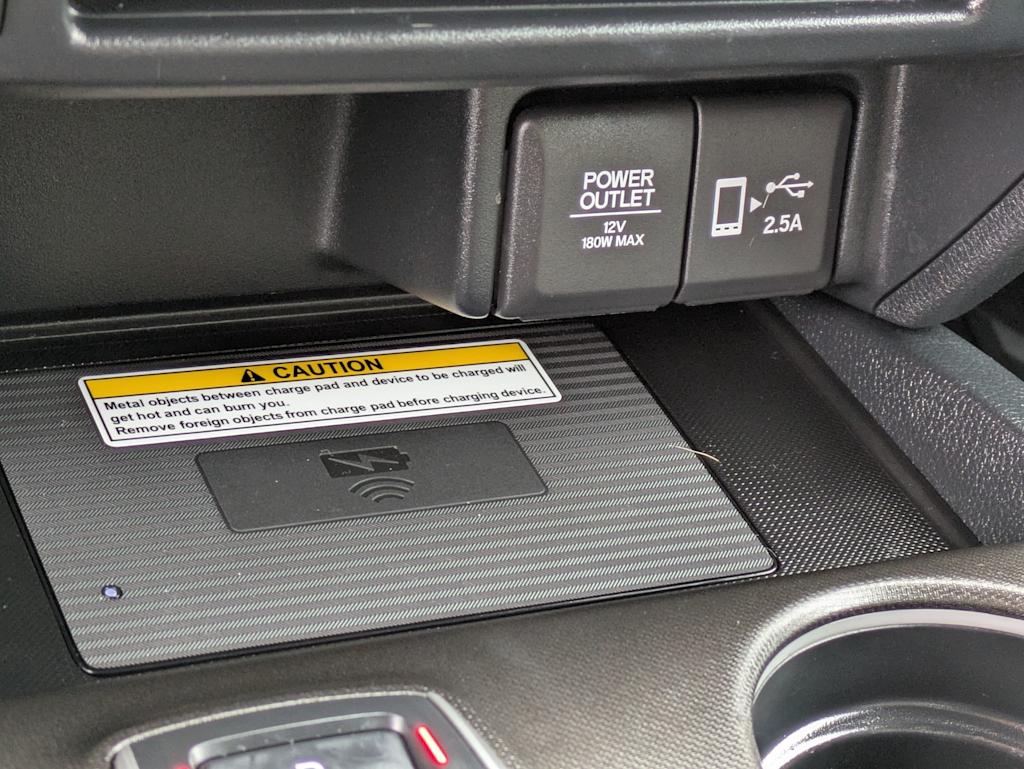 POWER
OUTLET
12V
180W MAX
2.5A
CAUTION
Metal objects between charge pad and device to be charged will
get hot and can burn you.
Remove foreign objects from charge pad before charging device.